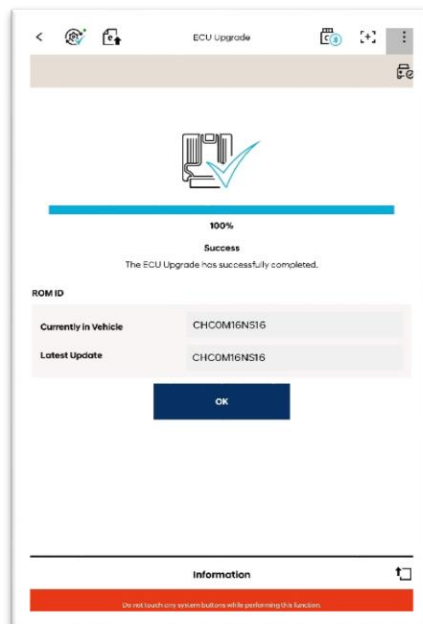 ECU Upgrade
100%
Success
The ECU Upgrade has successfully completed.
ROM ID
Currently in Vehicle CHC0M16NS16
Latest Update CHC0M16NS16
OK
Information
Do not touch any system buttons while performing this function.